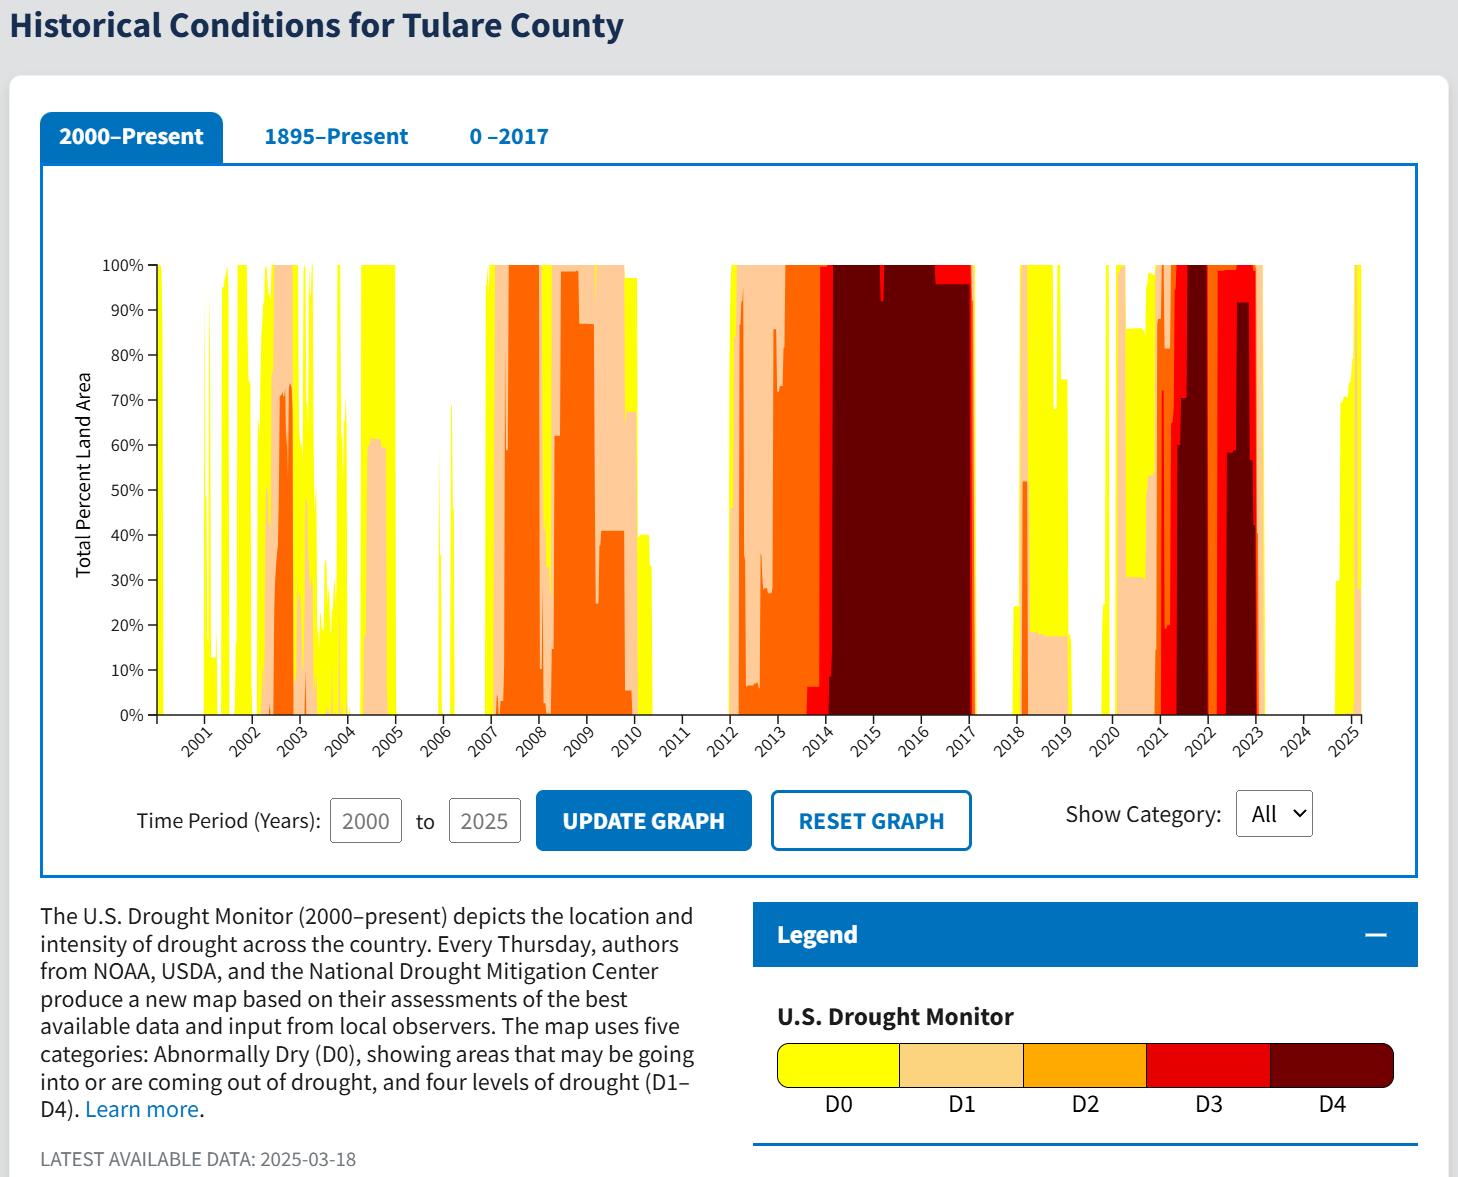 Historical Conditions for Tulare County
2000–Present 1895–Present 0 –2017
100%
90%
80%
70%
60%
50%
40%
30%
20%
10%
0%
Total Percent Land Area
2001 2002 2003 2004 2005 2006 2007 2008 2009 2010 2011 2012 2013 2014 2015 2016 2017 2018 2019 2020 2021 2022 2023 2024 2025
Time Period (Years): 2000 to 2025 UPDATE GRAPH RESET GRAPH Show Category: All
The U.S. Drought Monitor (2000–present) depicts the location and
intensity of drought across the country. Every Thursday, authors
from NOAA, USDA, and the National Drought Mitigation Center
produce a new map based on their assessments of the best
available data and input from local observers. The map uses five
categories: Abnormally Dry (D0), showing areas that may be going
into or are coming out of drought, and four levels of drought (D1–
D4). Learn more.
LATEST AVAILABLE DATA: 2025-03-18
Legend
U.S. Drought Monitor
D0 D1 D2 D3 D4